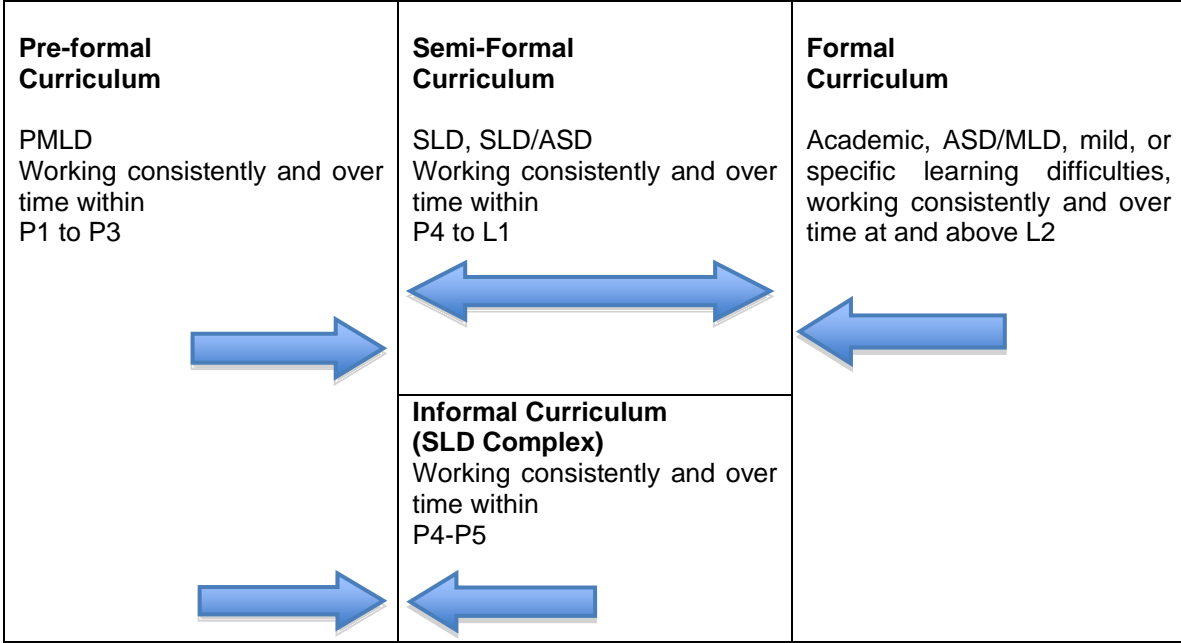 Pre-formal
Curriculum
PMLD
Working consistently and over
time within
P1 to P3
Semi-Formal
Curriculum
SLD, SLD/ASD
Working consistently and over
time within
P4 to L1
Informal Curriculum
(SLD Complex)
Working consistently and over
time within
P4-P5
Formal
Curriculum
Academic, ASD/MLD, mild, or
specific learning difficulties,
working consistently and over
time at and above L2